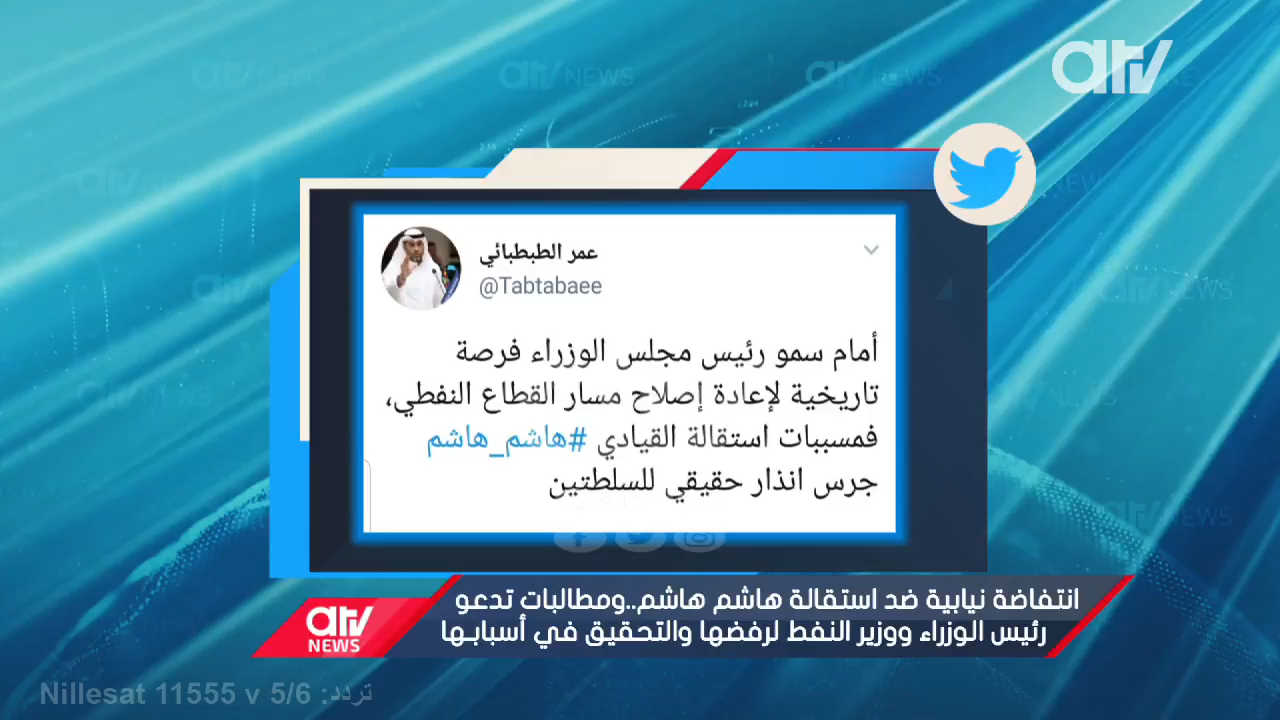 aTV
عمر الطبطبائي
@Tabtabaee
أمام سمو رئيس مجلس الوزراء فرصة
تاريخية لإعادة إصلاح مسار القطاع النفطي،
فمسببات استقالة القيادي #هاشم_هاشم
جرس انذار حقيقي للسلطتين
انتفاضة نيابية ضد استقالة هاشم هاشم..ومطالبات تدعو
رئيس الوزراء ووزير النفط لرفضها والتحقيق في أسبابها
aTV
NEWS
تردد: Nillesat 11555 v 5/6